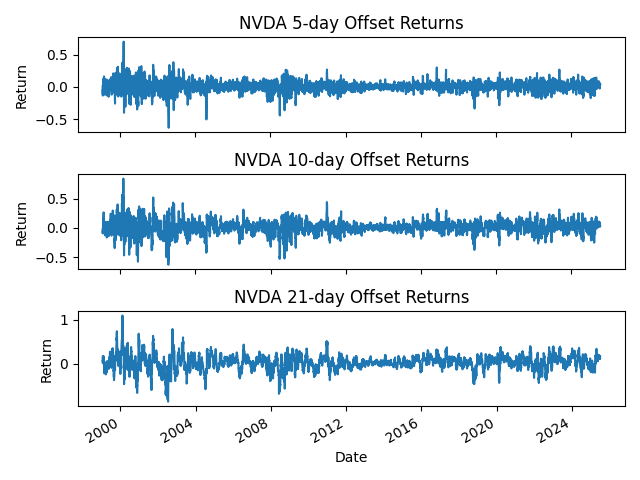 NVDA 5-day Offset Returns
0.5
0.0
−0.5
Return
NVDA 10-day Offset Returns
0.5
0.0
−0.5
Return
NVDA 21-day Offset Returns
1
0
Return
2000 2004 2008 2012 2016 2020 2024
Date